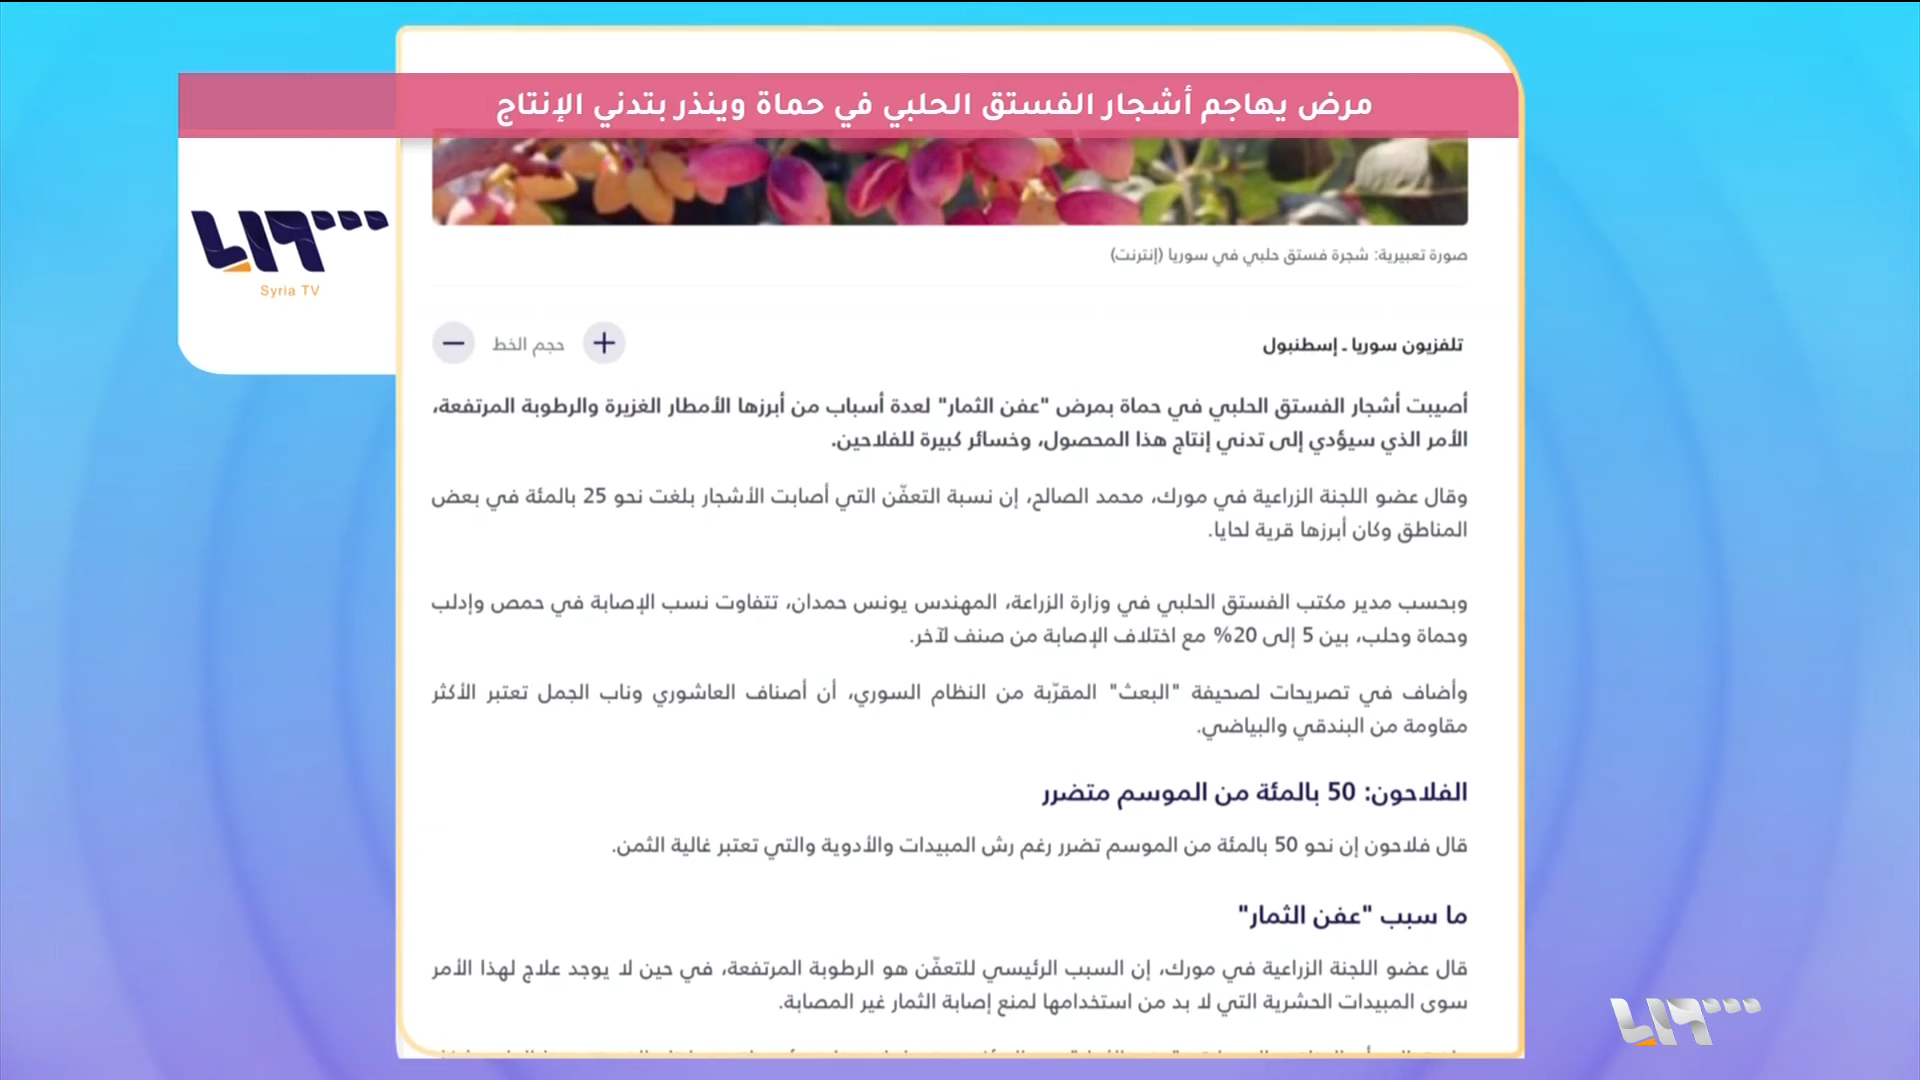 مرض يهاجم أشجار الفستق الحلبي في حماة وينذر بتدني الإنتاج
Syria TV
صورة تعبيرية: شجرة فستق حلبي في سوريا (إنترنت)
تلفزيون سوريا ـ إسطنبول
+ حجم الخط −
أصيبت أشجار الفستق الحلبي في حماة بمرض "عفن الثمار" لعدة أسباب من أبرزها الأمطار الغزيرة والرطوبة المرتفعة،
الأمر الذي سيؤدي إلى تدني إنتاج هذا المحصول، وخسائر كبيرة للفلاحين.
وقال عضو اللجنة الزراعية في مورك، محمد الصالح، إن نسبة التعفّن التي أصابت الأشجار بلغت نحو 25 بالمئة في بعض
المناطق وكان أبرزها قرية لحايا.
وبحسب مدير مكتب الفستق الحلبي في وزارة الزراعة، المهندس يونس حمدان، تتفاوت نسب الإصابة في حمص وإدلب
وحماة وحلب، بين 5 إلى 20% مع اختلاف الإصابة من صنف لآخر.
وأضاف في تصريحات لصحيفة "البعث" المقرّبة من النظام السوري، أن أصناف العاشوري وناب الجمل تعتبر الأكثر
مقاومة من البندقي والبياضي.
الفلاحون: 50 بالمئة من الموسم متضرر
قال فلاحون إن نحو 50 بالمئة من الموسم تضرر رغم رش المبيدات والأدوية والتي تعتبر غالية الثمن.
ما سبب "عفن الثمار"
قال عضو اللجنة الزراعية في مورك، إن السبب الرئيسي للتعفّن هو الرطوبة المرتفعة، في حين لا يوجد علاج لهذا الأمر
سوى المبيدات الحشرية التي لا بد من استخدامها لمنع إصابة الثمار غير المصابة.